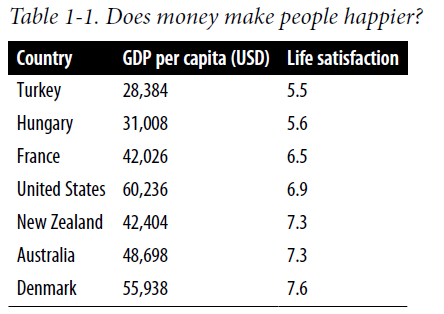 Table 1-1. Does money make people happier?
Country GDP per capita (USD) Life satisfaction
Turkey 28,384 5.5
Hungary 31,008 5.6
France 42,026 6.5
United States 60,236 6.9
New Zealand 42,404 7.3
Australia 48,698 7.3
Denmark 55,938 7.6